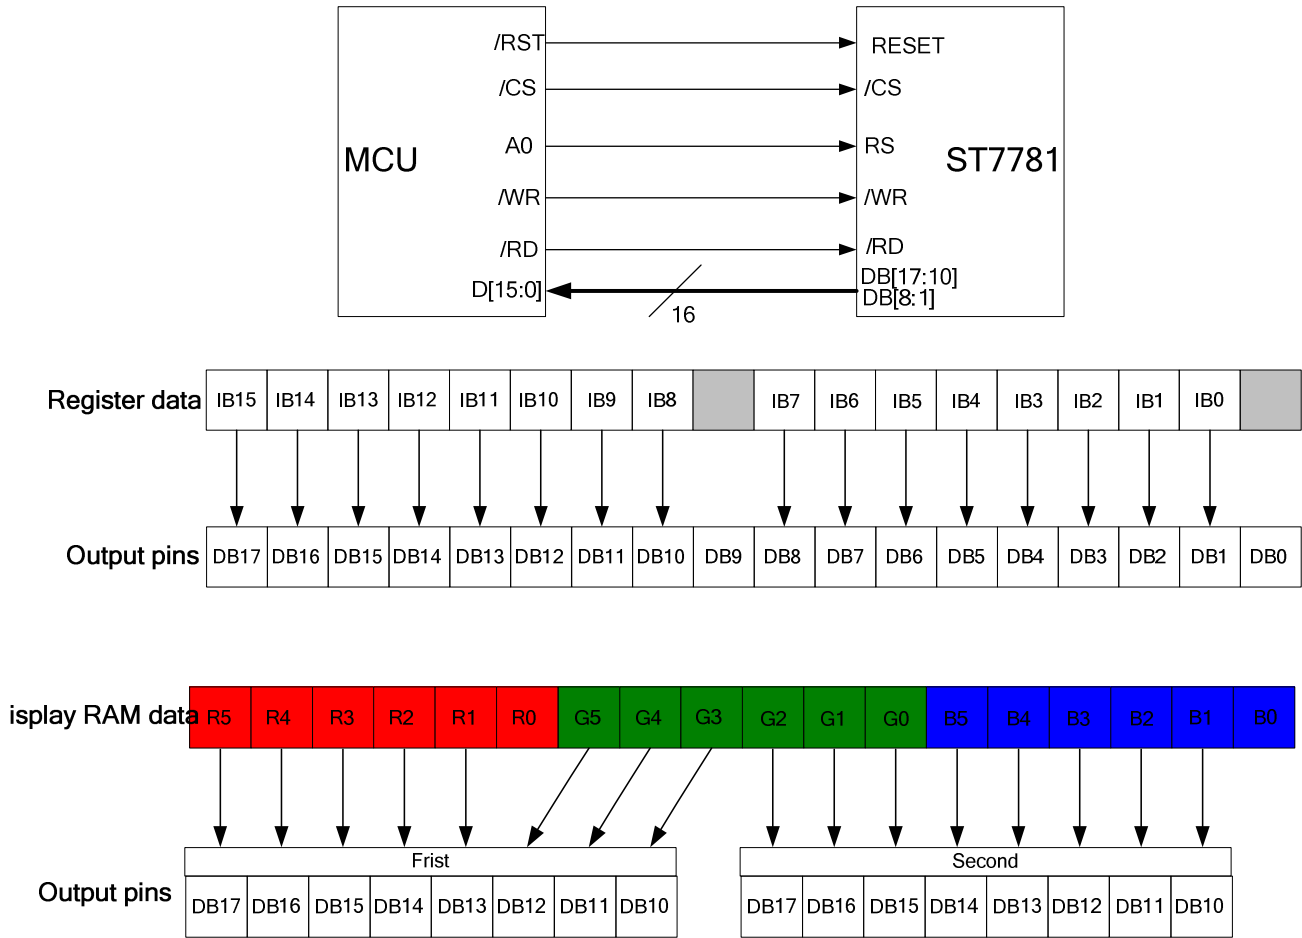 /RST RESET
/CS /CS
A0 RS
MCU ST7781
/WR /WR
/RD /RD
D[15:0] DB[17:10]
DB[8:1]
16
Register data IB15 IB14 IB13 IB12 IB11 IB10 IB9 IB8 IB7 IB6 IB5 IB4 IB3 IB2 IB1 IB0
Output pins DB17 DB16 DB15 DB14 DB13 DB12 DB11 DB10 DB9 DB8 DB7 DB6 DB5 DB4 DB3 DB2 DB1 DB0
isplay RAM data R5 R4 R3 R2 R1 R0 G5 G4 G3 G2 G1 G0 B5 B4 B3 B2 B1 B0
Frist Second
Output pins DB17 DB16 DB15 DB14 DB13 DB12 DB11 DB10 DB17 DB16 DB15 DB14 DB13 DB12 DB11 DB10